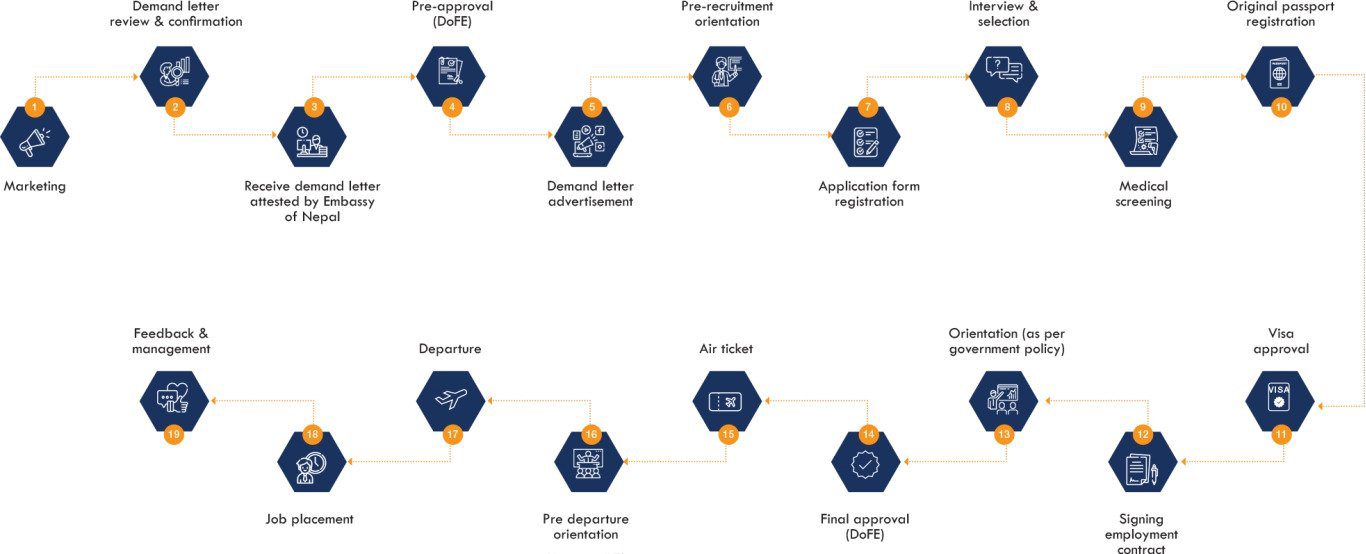 Marketing
1
Demand letter
review & confirmation
2
3
Receive demand letter
attested by Embassy
of Nepal
Pre-approval
(DoFE)
4
5
Demand letter
advertisement
Pre-recruitment
orientation
6
7
Application form
registration
Interview &
selection
?
8
9
Medical
screening
Original passport
registration
PASSPORT
10
Visa
approval
VISA
11
12
Signing
employment
contract
Orientation (as per
government policy)
13
14
Final approval
(DoFE)
Air ticket
15
16
Pre departure
orientation
Departure
17
18
Job placement
Feedback &
management
19